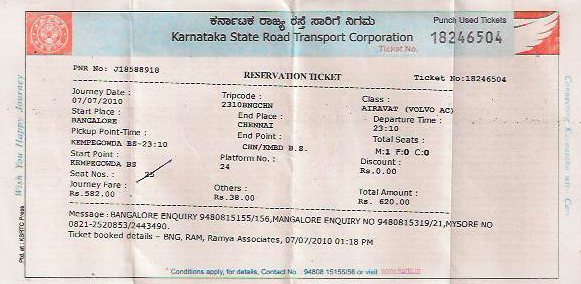 ಕರ್ನಾಟಕ ರಾಜ್ಯ ರಸ್ತೆ ಸಾರಿಗೆ ನಿಗಮ
Karnataka State Road Transport Corporation
Punch Used Tickets
Ticket No. 18246504
PNR No: J18588918
RESERVATION TICKET
Ticket No:18246504
Journey Date :
07/07/2010
Start Place :
BANGALORE
Pickup Point-Time :
KEMPEGOWDA BS-23:10
Start Point :
KEMPEGOWDA BS
Seat Nos. : 25
Journey Fare :
Rs.582.00
Tripcode :
2310BNGCHN
End Place :
CHENNAI
End Point :
CHN/KMBD B.S.
Platform No. :
24
Others :
Rs.38.00
Class :
AIRAVAT (VOLVO AC)
Departure Time :
23:10
Total Seats :
M:1 F:0 C:0
Discount :
Rs.0.00
Total Amount :
Rs. 620.00
Message : BANGALORE ENQUIRY 9480815155/156,MANGALORE ENQUIRY NO 9480815319/21,MYSORE NO
0821-2520853/2443490.
Ticket booked details - BNG, RAM, Ramya Associates, 07/07/2010 01:18 PM
* Conditions apply, for details, Contact No. : 94808 15155/56 or visit www.ksrtc.in
Wish You Happy Journey
Ptd. at : KSRTC Press